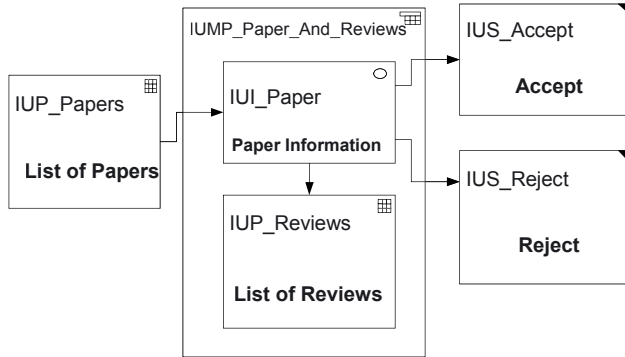 IUMP_Paper_And_Reviews
IUP_Papers
List of Papers
IUI_Paper
Paper Information
IUP_Reviews
List of Reviews
IUS_Accept
Accept
IUS_Reject
Reject